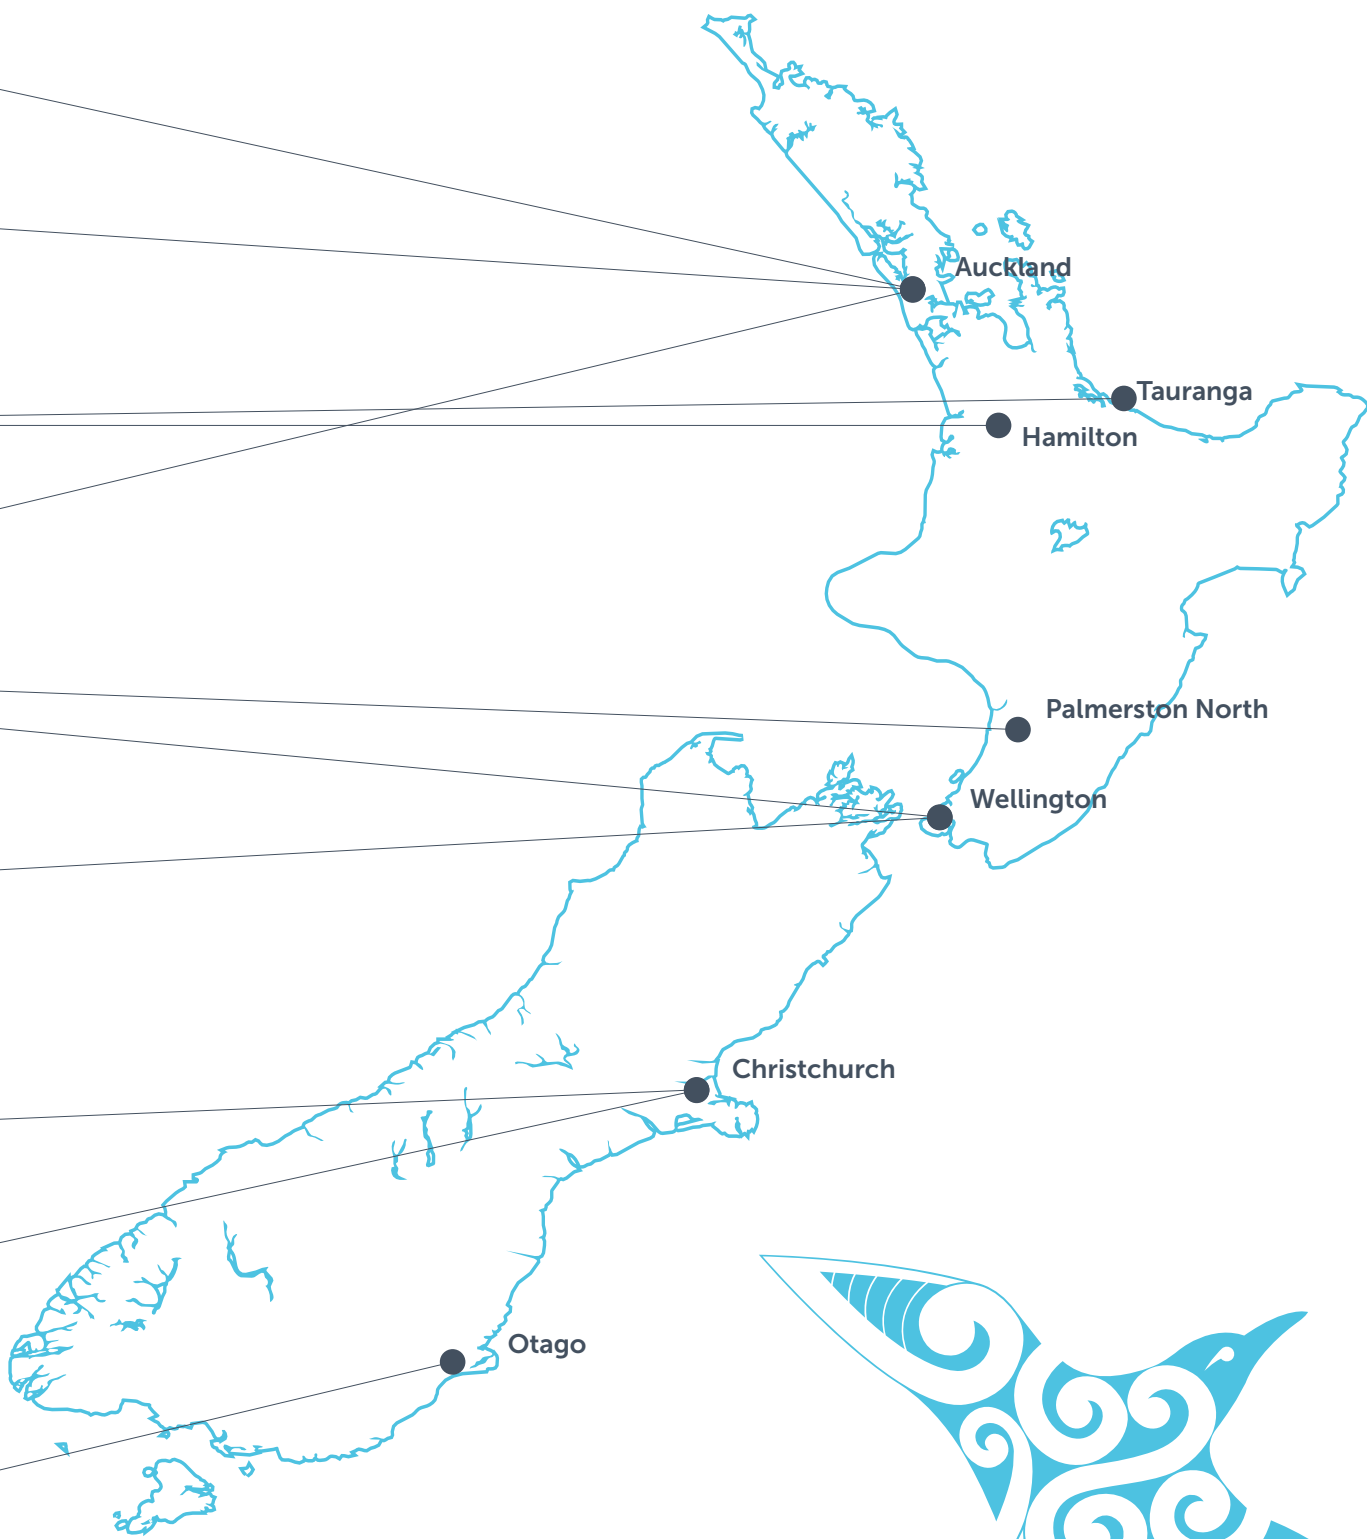 Auckland
Tauranga
Hamilton
Palmerston North
Wellington
Christchurch
Otago